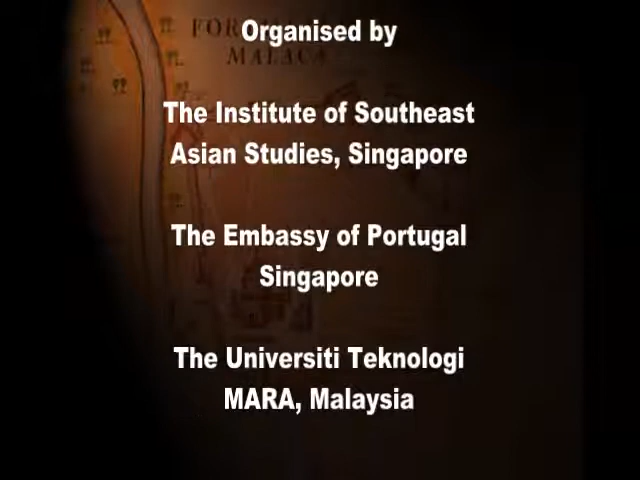 Organised by
The Institute of Southeast
Asian Studies, Singapore
The Embassy of Portugal
Singapore
The Universiti Teknologi
MARA, Malaysia
MALACA